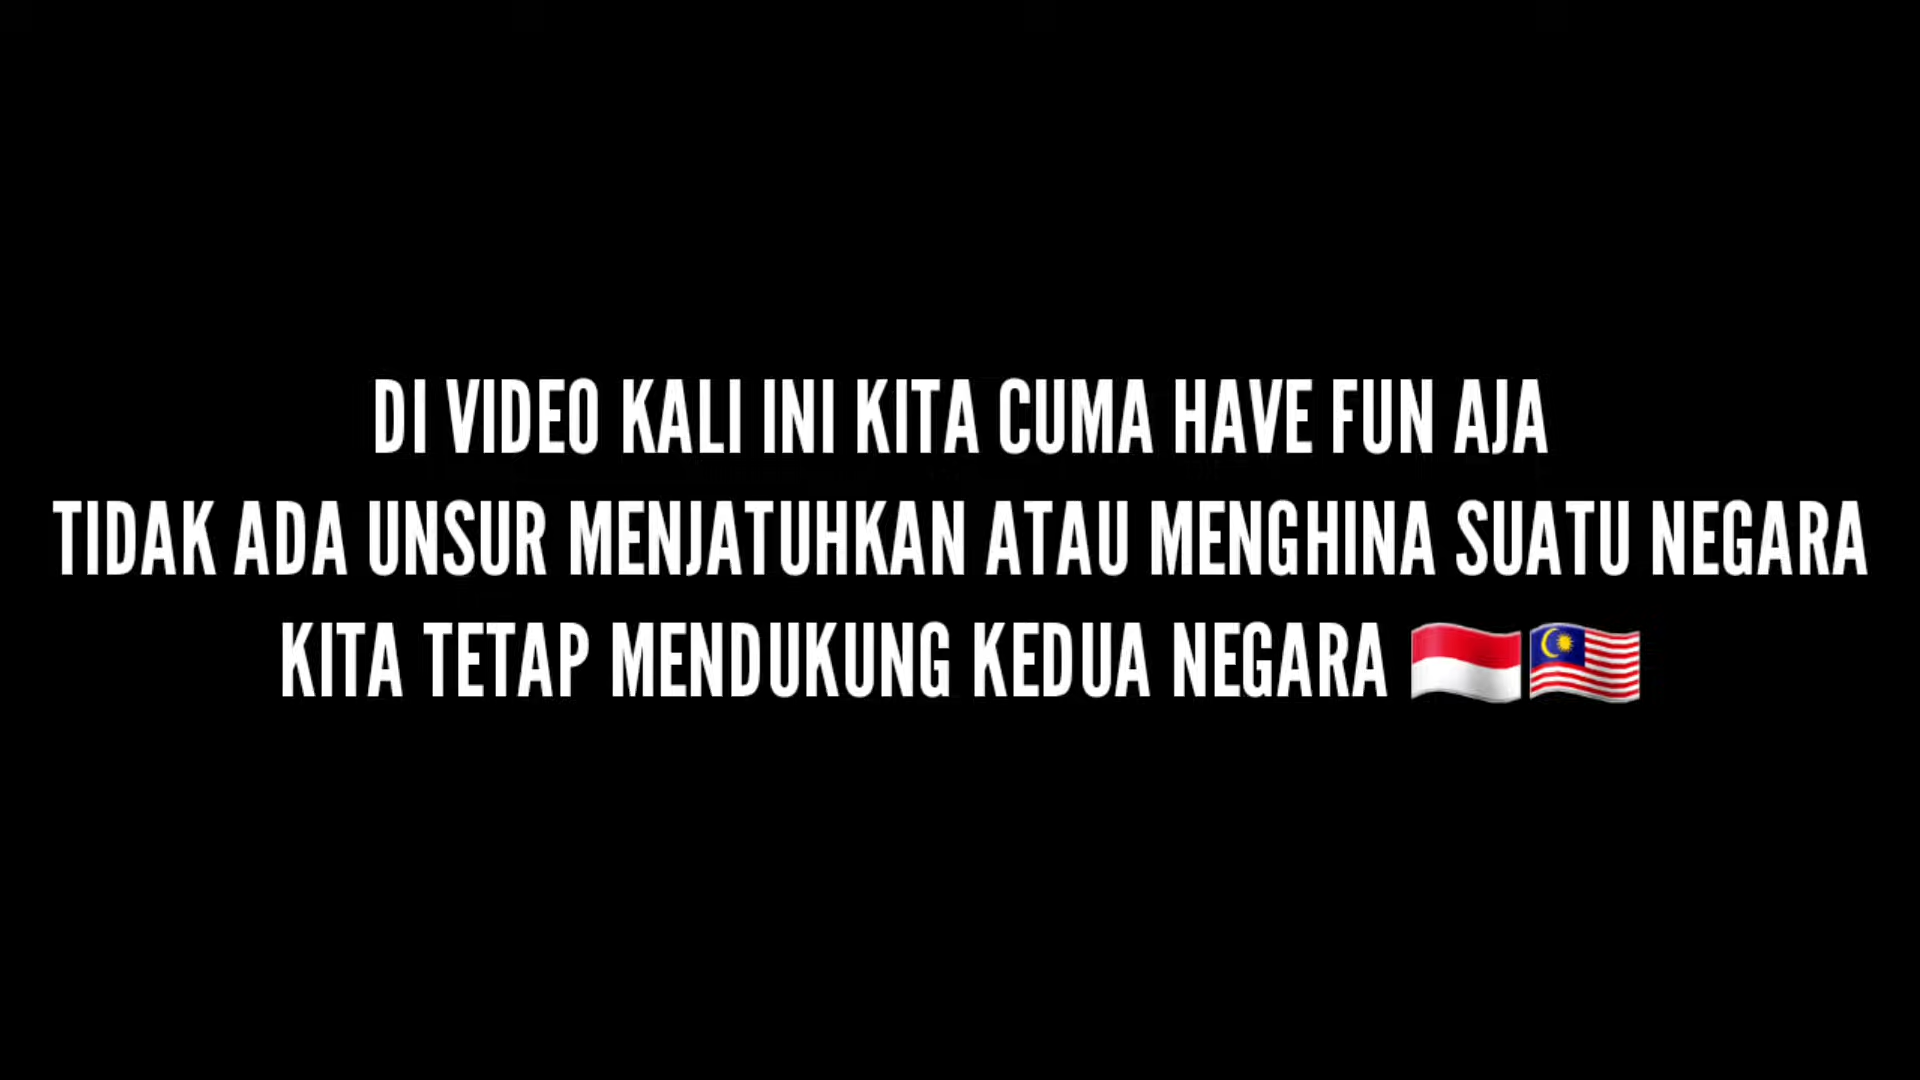 DI VIDEO KALI INI KITA CUMA HAVE FUN AJA
TIDAK ADA UNSUR MENJATUHKAN ATAU MENGHINA SUATU NEGARA
KITA TETAP MENDUKUNG KEDUA NEGARA 🇮🇩🇲🇾